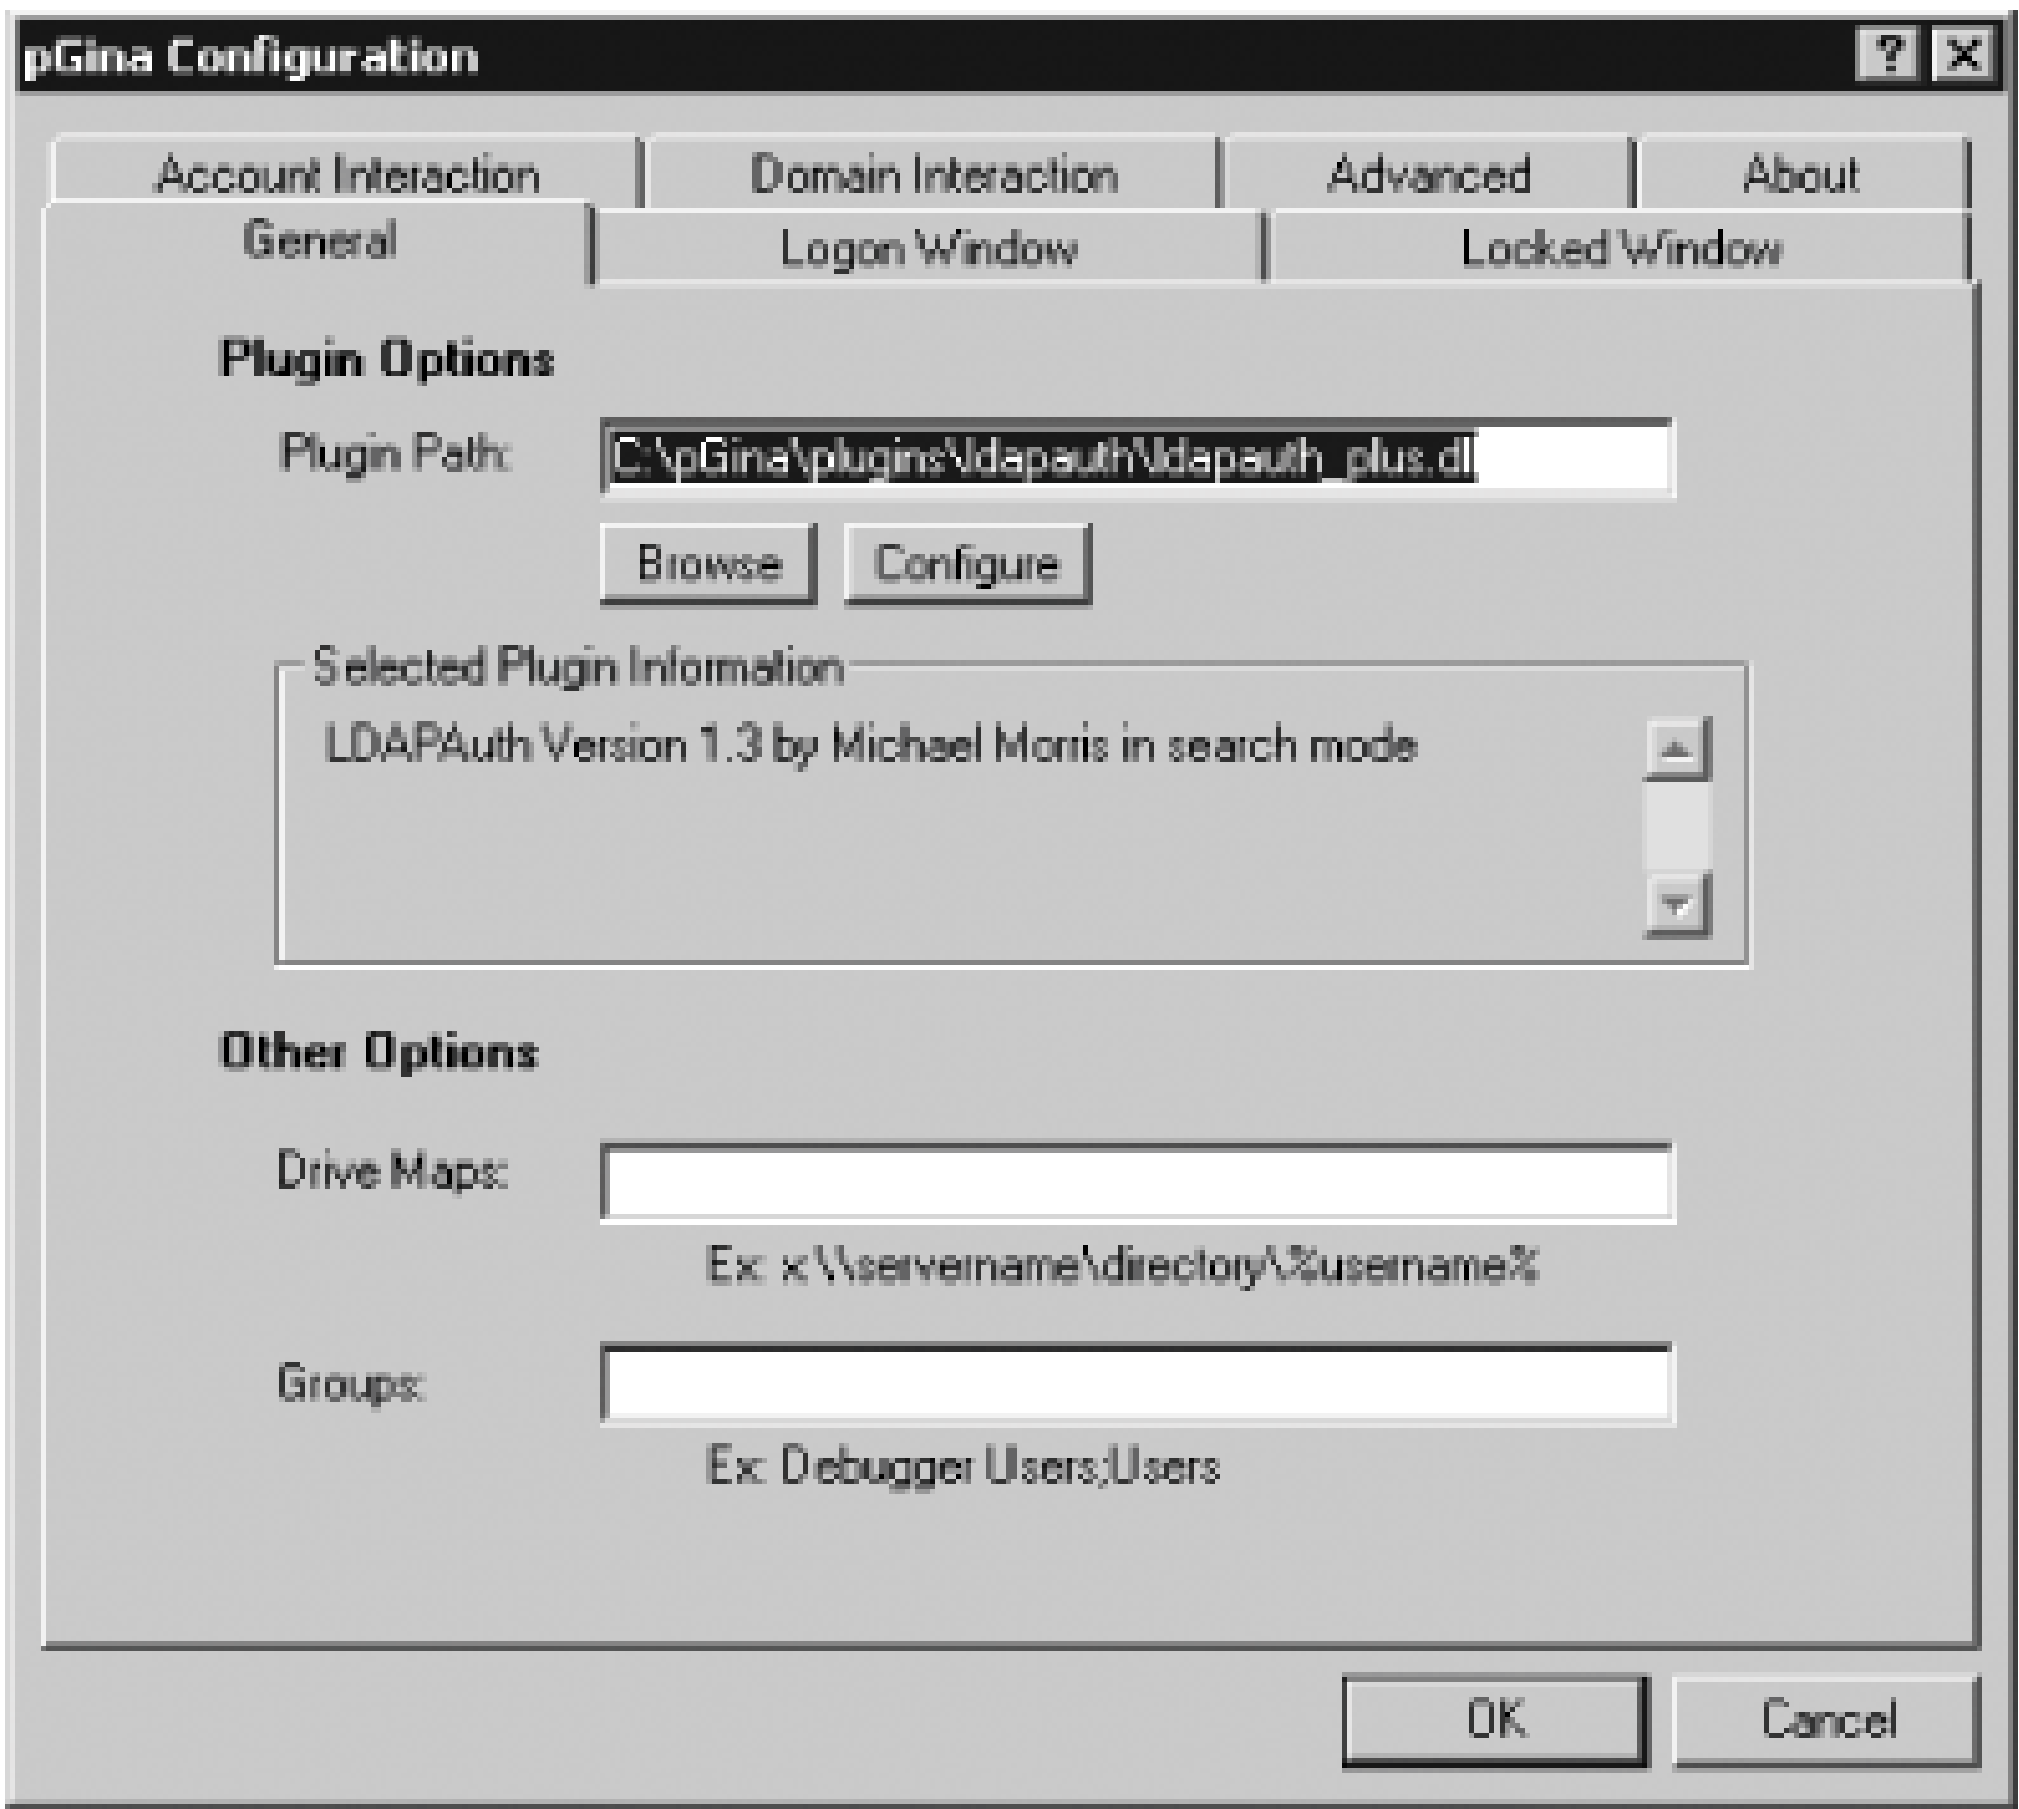 pGina Configuration
Account Interaction Domain Interaction Advanced About
General Logon Window Locked Window
Plugin Options
Plugin Path: C:\pGina\plugins\ldapauth\ldapauth_plus.dll
Browse Configure
Selected Plugin Information
LDAPAuth Version 1.3 by Michael Morris in search mode
Other Options
Drive Maps:
Ex: x:\\servername\directory\%username%
Groups:
Ex: Debugger Users;Users
OK Cancel